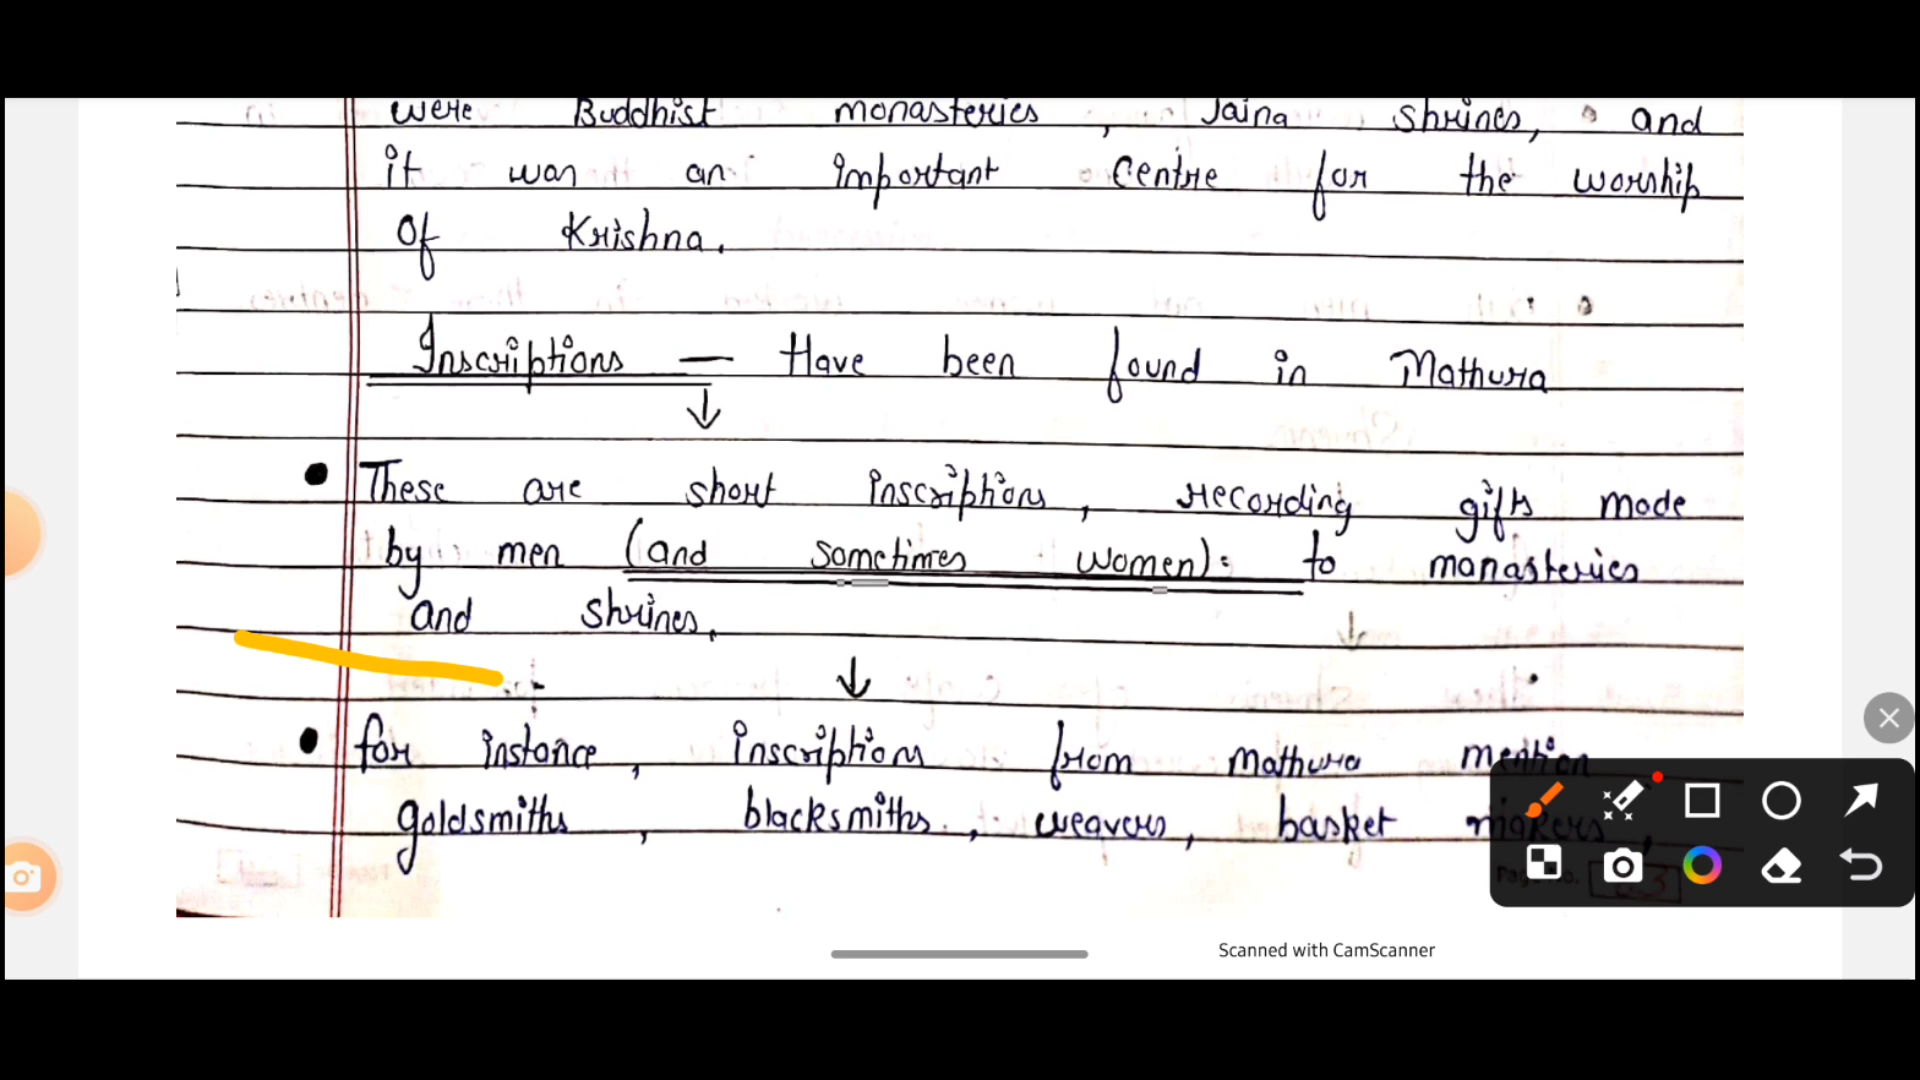 were Buddhist monasteries , Jaina shrines, and
it was an important Centre for the worship
Of Krishna.
Inscriptions — Have been found in Mathura
↓
• These are short inscriptions, recording gifts made
by men (and sometimes women): to monasteries
and shrines.
↓
• for instance, inscriptions from mathura mention
goldsmiths, blacksmiths, weavers, basket makers,
Scanned with CamScanner